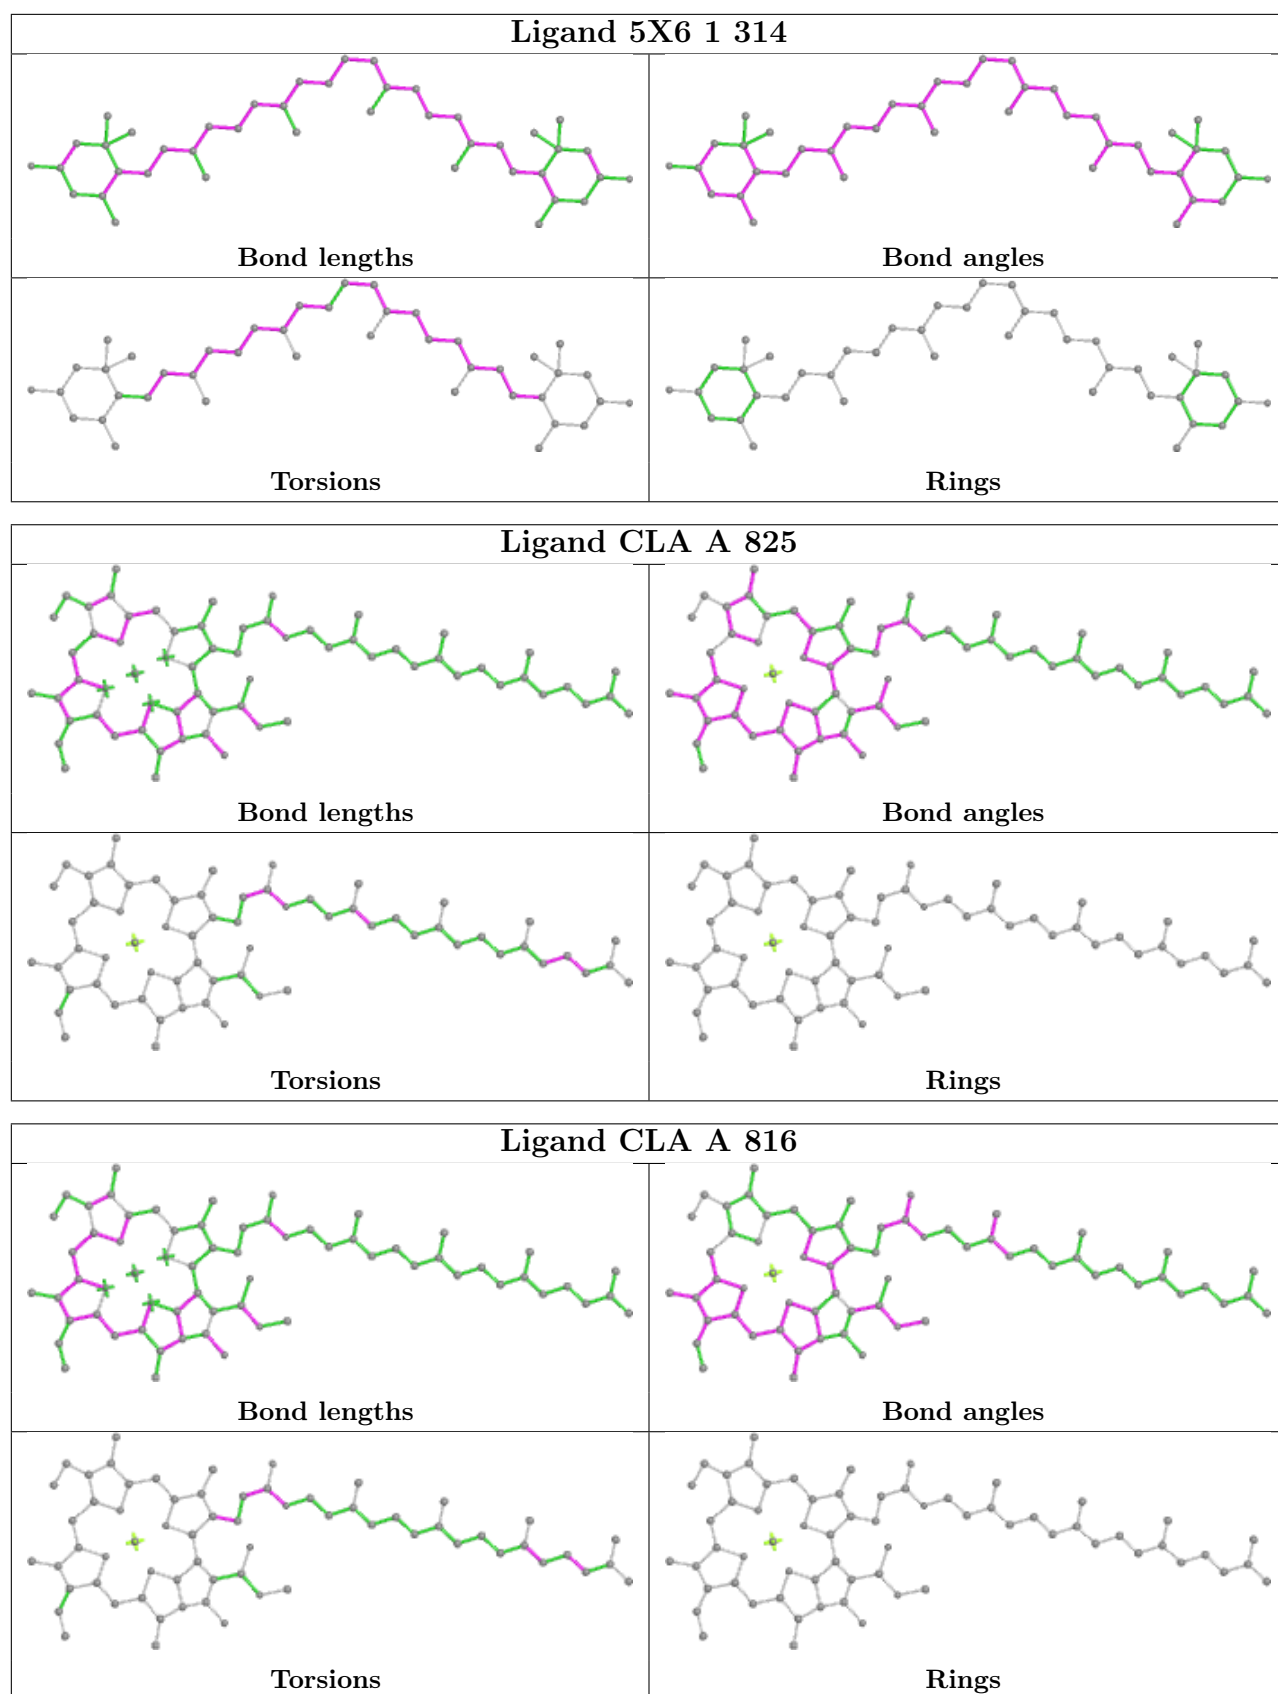 Ligand 5X6 1 314
Bond lengths
Bond angles
Torsions
Rings
Ligand CLA A 825
Bond lengths
Bond angles
Torsions
Rings
Ligand CLA A 816
Bond lengths
Bond angles
Torsions
Rings